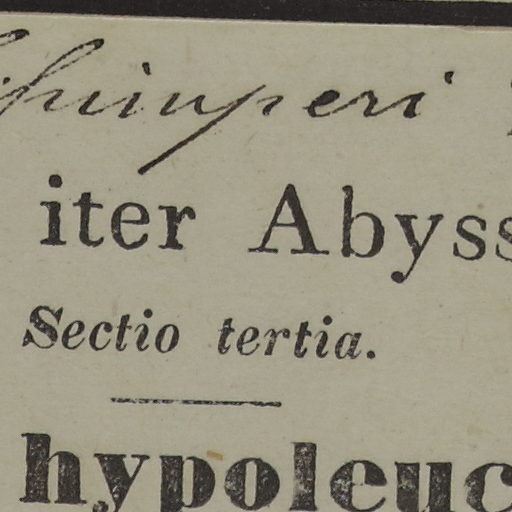 Schimperi
iter Abyss
Sectio tertia.
hypoleuc